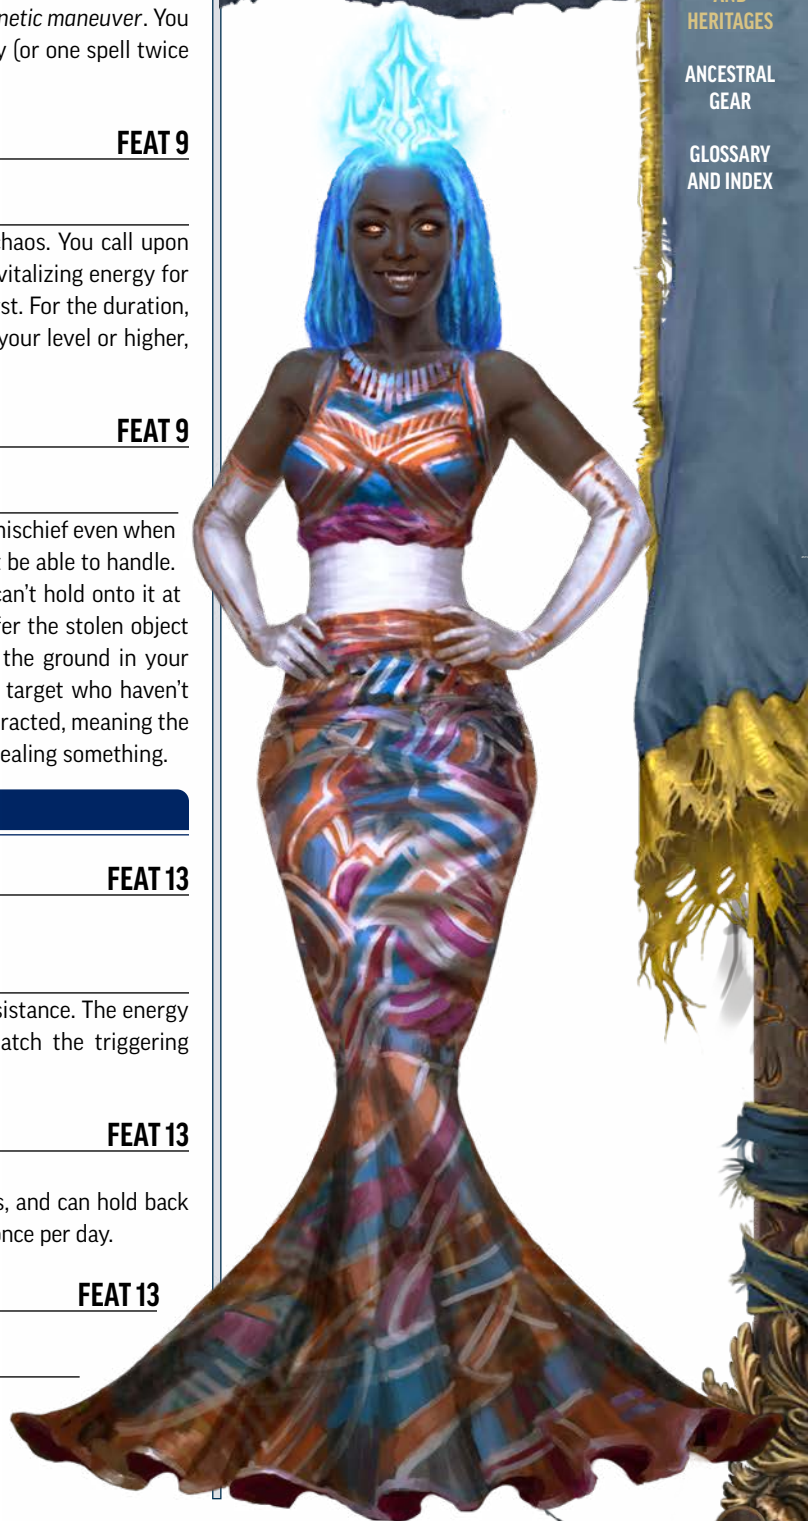 netic maneuver. You
(or one spell twice
FEAT 9
haos. You call upon
vitalizing energy for
st. For the duration,
your level or higher,
FEAT 9
mischief even when
be able to handle.
can't hold onto it at
fer the stolen object
the ground in your
target who haven't
racted, meaning the
ealing something.
FEAT 13
sistance. The energy
atch the triggering
FEAT 13
s, and can hold back
once per day.
FEAT 13
AND
HERITAGES
ANCESTRAL
GEAR
GLOSSARY
AND INDEX